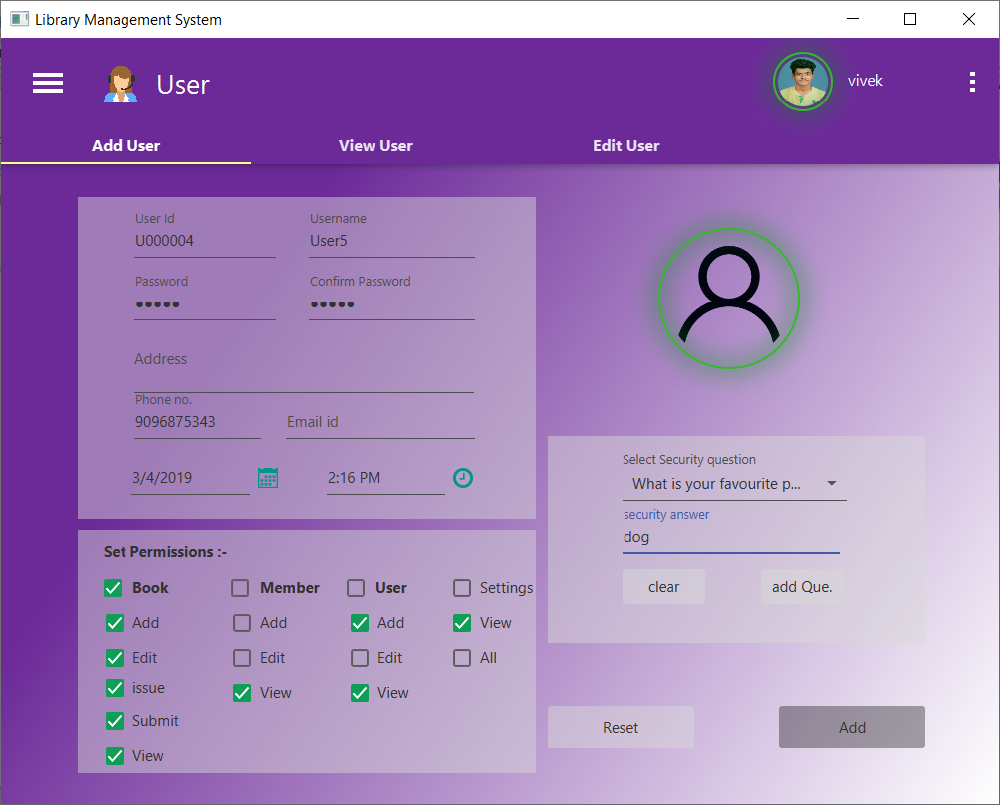 Library Management System
User
vivek
Add User
View User
Edit User
User Id
Username
U000004
User5
Password
Confirm Password
●●●●●
●●●●●
Address
Phone no.
9096875343
Email id
3/4/2019
2:16 PM
Select Security question
What is your favourite p...
security answer
dog
clear
add Que.
Set Permissions :-
Book
Member
User
Settings
Add
Add
Add
View
Edit
Edit
Edit
All
issue
View
View
Submit
View
Reset
Add